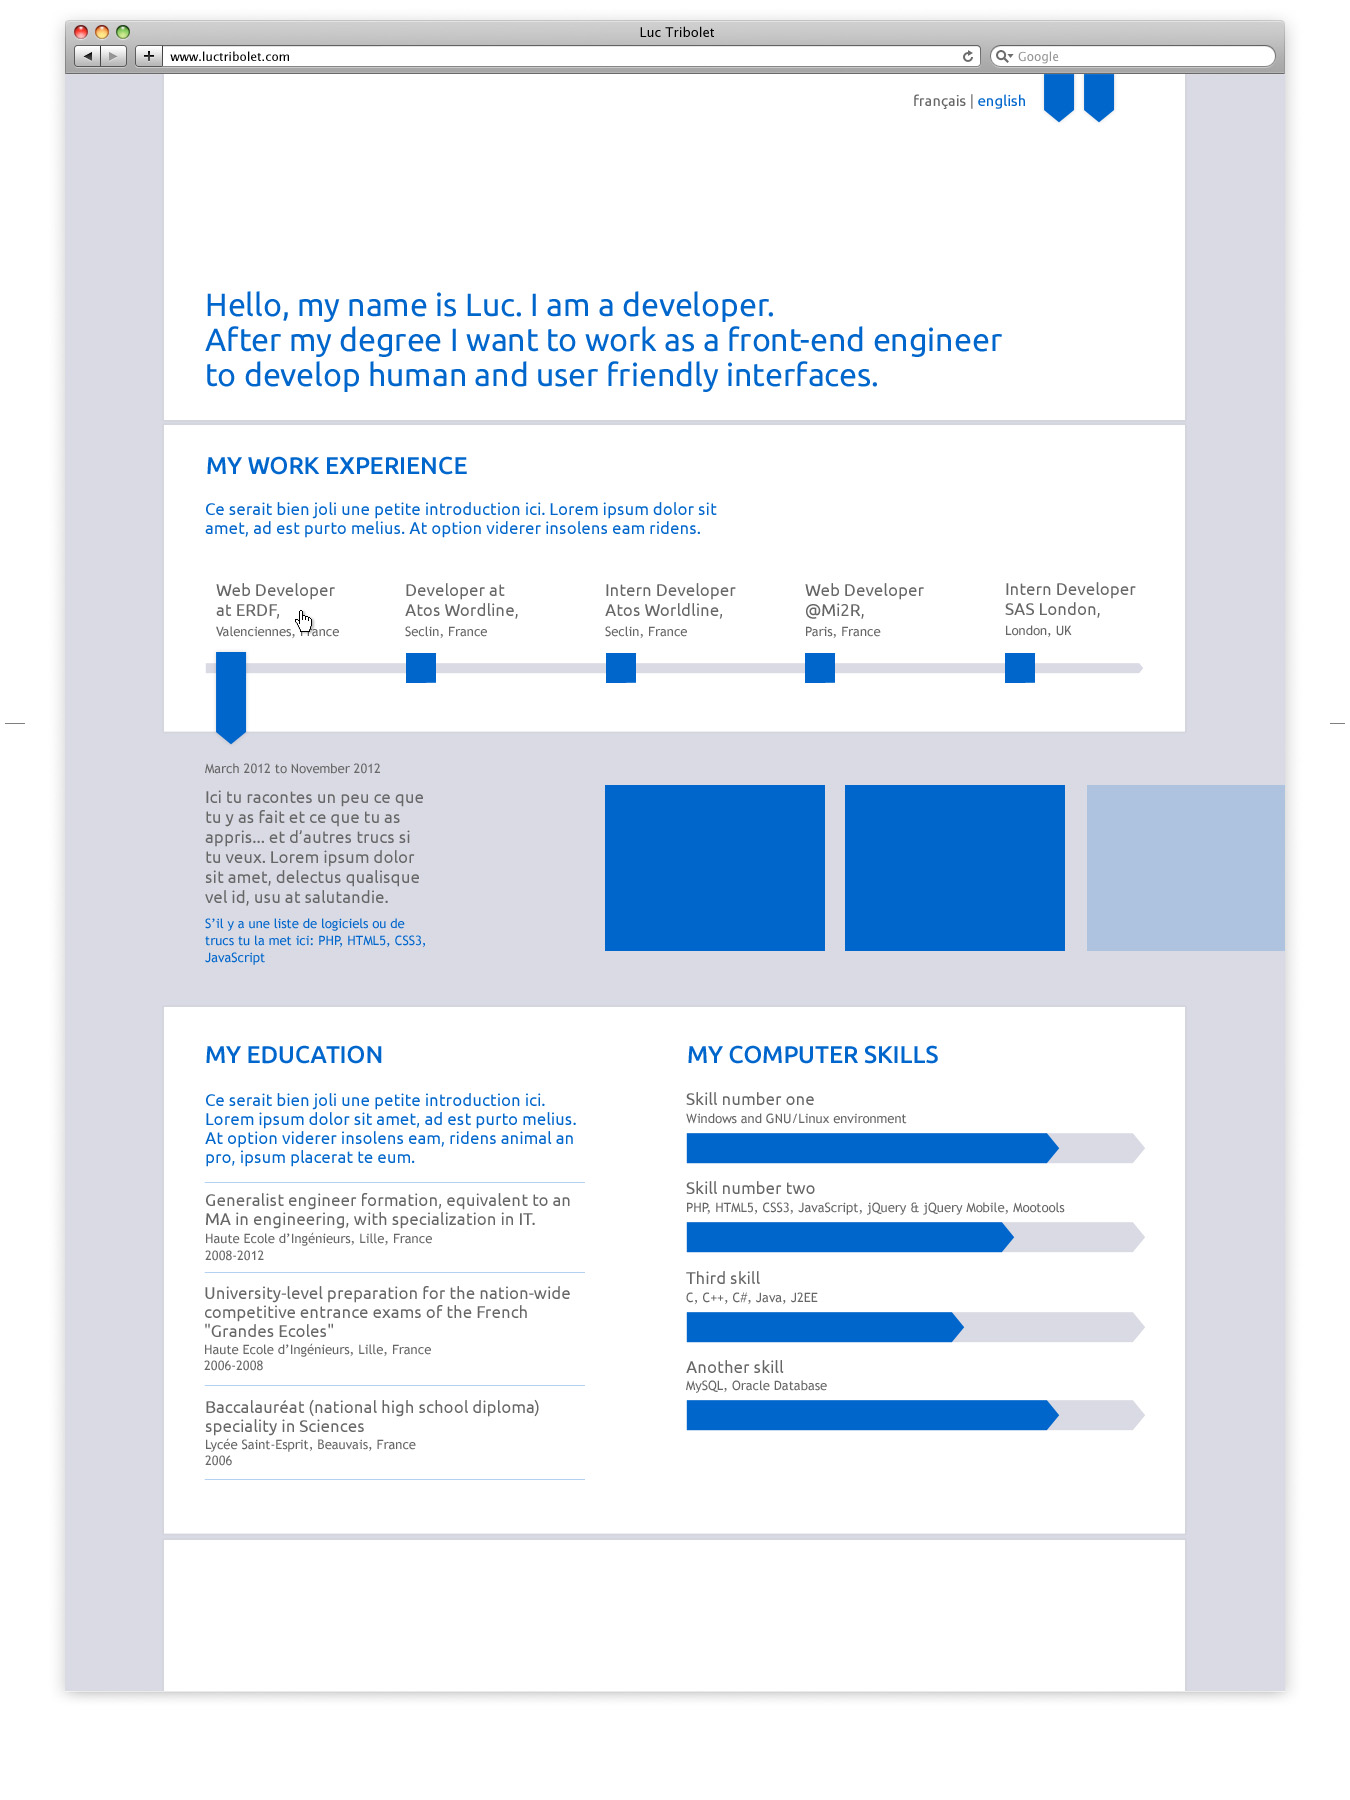 Luc Tribolet
www.luctribolet.com
Google
français | english
Hello, my name is Luc. I am a developer.
After my degree I want to work as a front-end engineer
to develop human and user friendly interfaces.
MY WORK EXPERIENCE
Ce serait bien joli une petite introduction ici. Lorem ipsum dolor sit
amet, ad est purto melius. At option viderer insolens eam ridens.
Web Developer
at ERDF,
Valenciennes, France
Developer at
Atos Wordline,
Seclin, France
Intern Developer
Atos Worldline,
Seclin, France
Web Developer
@Mi2R,
Paris, France
Intern Developer
SAS London,
London, UK
March 2012 to November 2012
Ici tu racontes un peu ce que
tu y as fait et ce que tu as
appris... et d‘autres trucs si
tu veux. Lorem ipsum dolor
sit amet, delectus qualisque
vel id, usu at salutandie.
S’il y a une liste de logiciels ou de
trucs tu la met ici: PHP, HTML5, CSS3,
JavaScript
MY EDUCATION
Ce serait bien joli une petite introduction ici.
Lorem ipsum dolor sit amet, ad est purto melius.
At option viderer insolens eam, ridens animal an
pro, ipsum placerat te eum.
Generalist engineer formation, equivalent to an
MA in engineering, with specialization in IT.
Haute Ecole d’Ingénieurs, Lille, France
2008-2012
University-level preparation for the nation-wide
competitive entrance exams of the French
"Grandes Ecoles"
Haute Ecole d’Ingénieurs, Lille, France
2006-2008
Baccalauréat (national high school diploma)
speciality in Sciences
Lycée Saint-Esprit, Beauvais, France
2006
MY COMPUTER SKILLS
Skill number one
Windows and GNU/Linux environment
Skill number two
PHP, HTML5, CSS3, JavaScript, jQuery & jQuery Mobile, Mootools
Third skill
C, C++, C#, Java, J2EE
Another skill
MySQL, Oracle Database